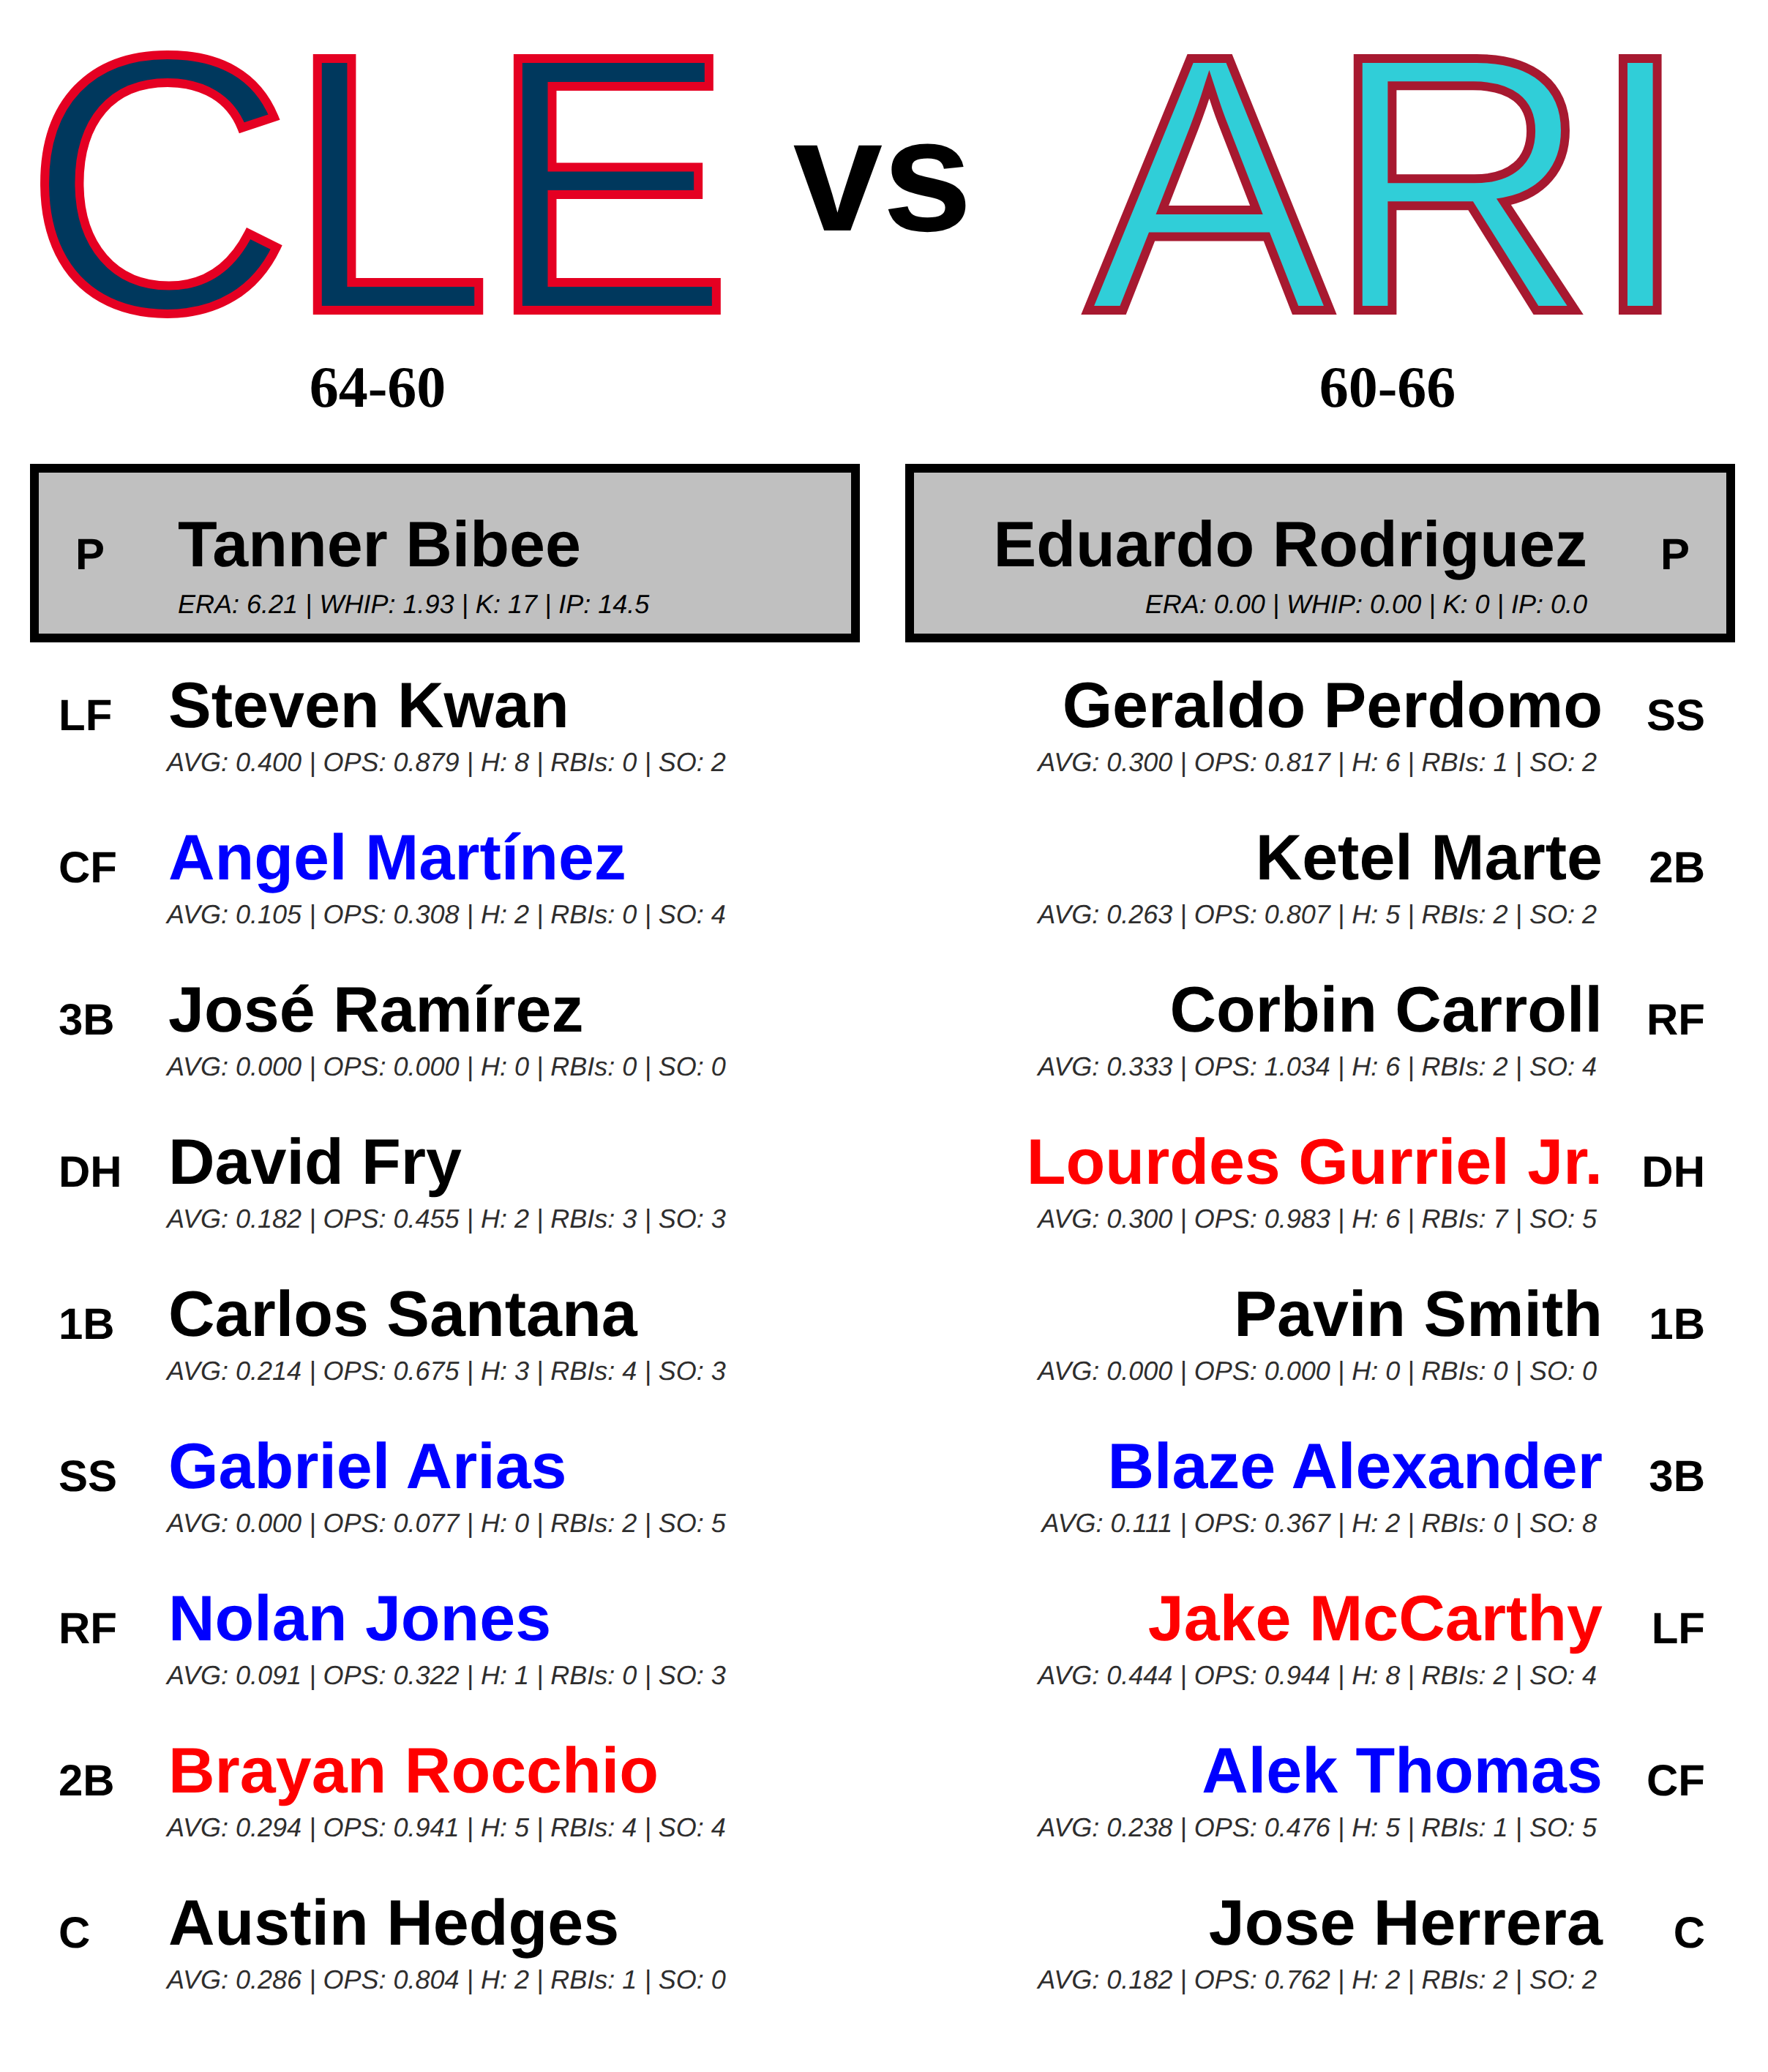 CLE vs ARI
64-60
60-66
P Tanner Bibee
ERA: 6.21 | WHIP: 1.93 | K: 17 | IP: 14.5
Eduardo Rodriguez P
ERA: 0.00 | WHIP: 0.00 | K: 0 | IP: 0.0
LF Steven Kwan
AVG: 0.400 | OPS: 0.879 | H: 8 | RBIs: 0 | SO: 2
CF Angel Martínez
AVG: 0.105 | OPS: 0.308 | H: 2 | RBIs: 0 | SO: 4
3B José Ramírez
AVG: 0.000 | OPS: 0.000 | H: 0 | RBIs: 0 | SO: 0
DH David Fry
AVG: 0.182 | OPS: 0.455 | H: 2 | RBIs: 3 | SO: 3
1B Carlos Santana
AVG: 0.214 | OPS: 0.675 | H: 3 | RBIs: 4 | SO: 3
SS Gabriel Arias
AVG: 0.000 | OPS: 0.077 | H: 0 | RBIs: 2 | SO: 5
RF Nolan Jones
AVG: 0.091 | OPS: 0.322 | H: 1 | RBIs: 0 | SO: 3
2B Brayan Rocchio
AVG: 0.294 | OPS: 0.941 | H: 5 | RBIs: 4 | SO: 4
C Austin Hedges
AVG: 0.286 | OPS: 0.804 | H: 2 | RBIs: 1 | SO: 0
Geraldo Perdomo SS
AVG: 0.300 | OPS: 0.817 | H: 6 | RBIs: 1 | SO: 2
Ketel Marte 2B
AVG: 0.263 | OPS: 0.807 | H: 5 | RBIs: 2 | SO: 2
Corbin Carroll RF
AVG: 0.333 | OPS: 1.034 | H: 6 | RBIs: 2 | SO: 4
Lourdes Gurriel Jr. DH
AVG: 0.300 | OPS: 0.983 | H: 6 | RBIs: 7 | SO: 5
Pavin Smith 1B
AVG: 0.000 | OPS: 0.000 | H: 0 | RBIs: 0 | SO: 0
Blaze Alexander 3B
AVG: 0.111 | OPS: 0.367 | H: 2 | RBIs: 0 | SO: 8
Jake McCarthy LF
AVG: 0.444 | OPS: 0.944 | H: 8 | RBIs: 2 | SO: 4
Alek Thomas CF
AVG: 0.238 | OPS: 0.476 | H: 5 | RBIs: 1 | SO: 5
Jose Herrera C
AVG: 0.182 | OPS: 0.762 | H: 2 | RBIs: 2 | SO: 2